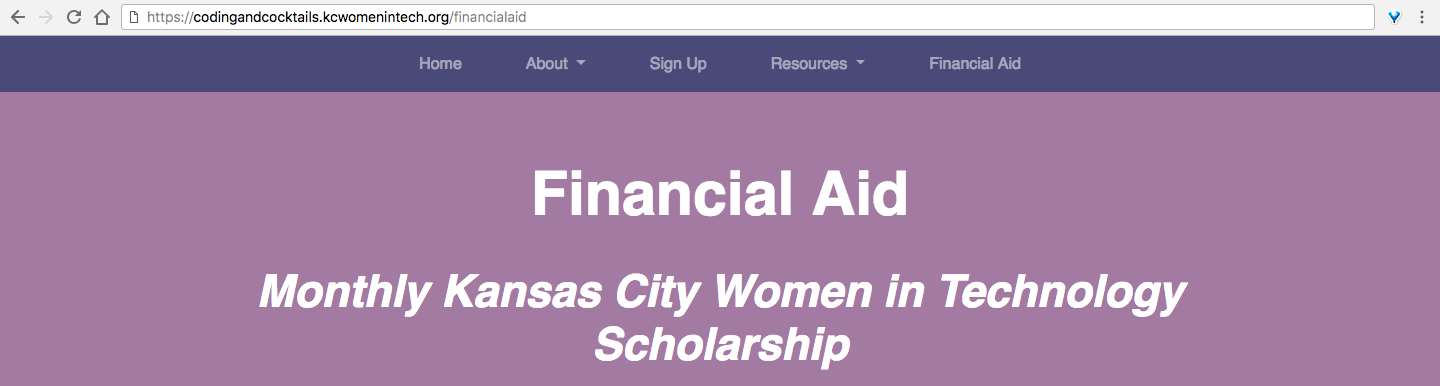 https://codingandcocktails.kcwomenintech.org/financialaid
Home About Sign Up Resources Financial Aid
Financial Aid
Monthly Kansas City Women in Technology
Scholarship